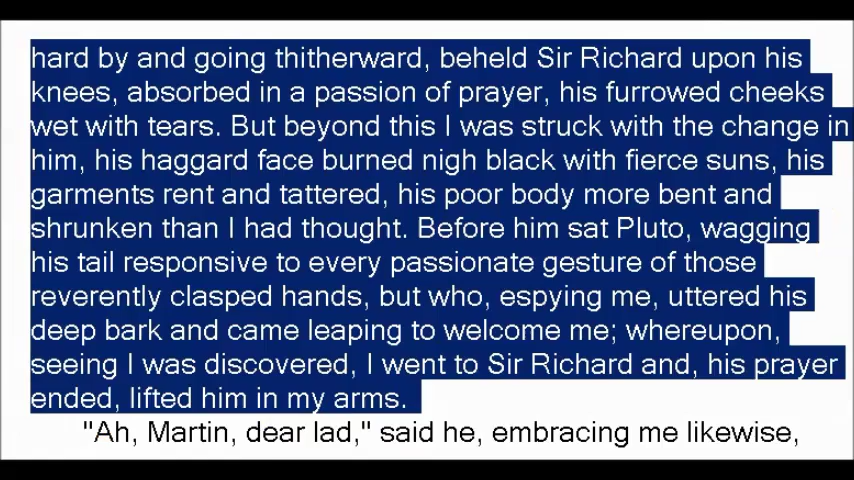 hard by and going thitherward, beheld Sir Richard upon his
knees, absorbed in a passion of prayer, his furrowed cheeks
wet with tears. But beyond this I was struck with the change in
him, his haggard face burned nigh black with fierce suns, his
garments rent and tattered, his poor body more bent and
shrunken than I had thought. Before him sat Pluto, wagging
his tail responsive to every passionate gesture of those
reverently clasped hands, but who, espying me, uttered his
deep bark and came leaping to welcome me; whereupon,
seeing I was discovered, I went to Sir Richard and, his prayer
ended, lifted him in my arms.
"Ah, Martin, dear lad," said he, embracing me likewise,